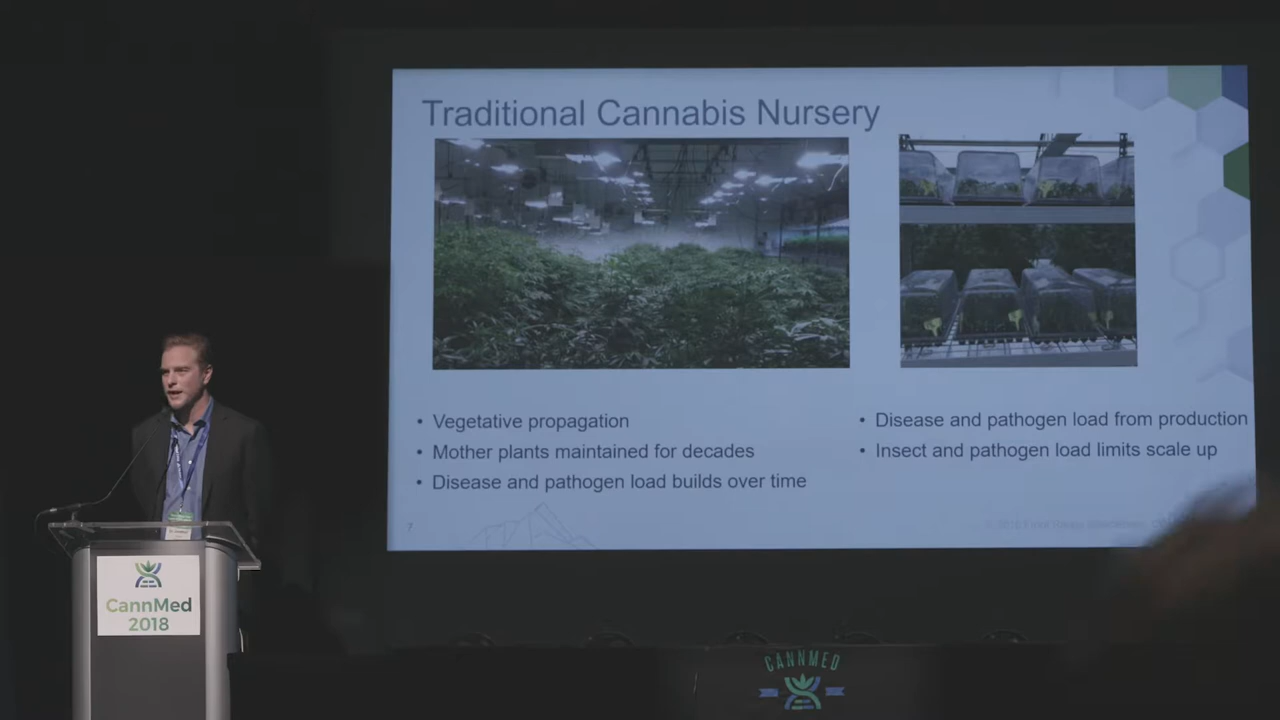 Traditional Cannabis Nursery
• Vegetative propagation
• Mother plants maintained for decades
• Disease and pathogen load builds over time
• Disease and pathogen load from production
• Insect and pathogen load limits scale up
7
CannMed
2018
CANNMED